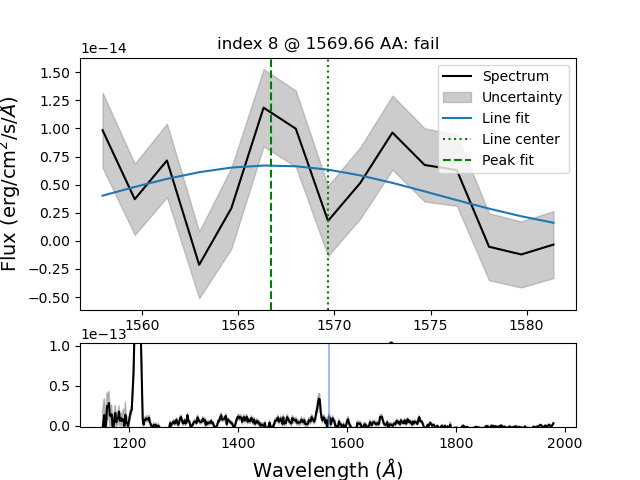 index 8 @ 1569.66 AA: fail
1e−14
Flux (erg/cm²/s/Å)
1.50
1.25
1.00
0.75
0.50
0.25
0.00
−0.25
−0.50
Spectrum
Uncertainty
Line fit
Line center
Peak fit
1560 1565 1570 1575 1580
1e−13
1.0
0.5
0.0
1200 1400 1600 1800 2000
Wavelength (Å)